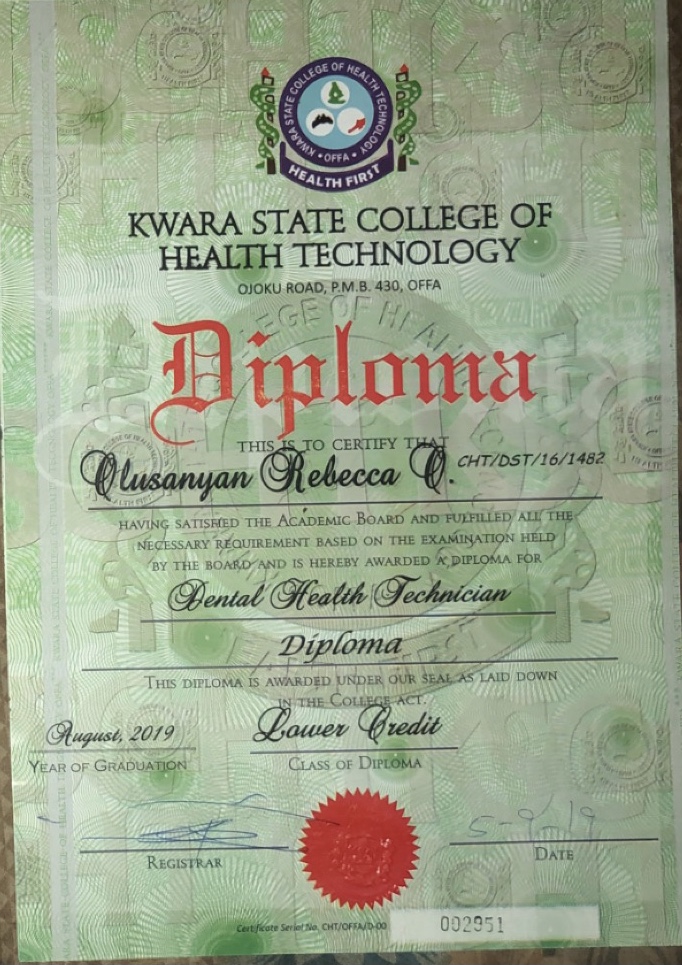 KWARA STATE COLLEGE OF HEALTH TECHNOLOGY
• OFFA •
HEALTH FIRST
KWARA STATE COLLEGE OF
HEALTH TECHNOLOGY
OJOKU ROAD, P.M.B. 430, OFFA
Diploma
THIS IS TO CERTIFY THAT
Olusanyan Rebecca O. CHT/DST/16/1482
HAVING SATISFIED THE ACADEMIC BOARD AND FULFILLED ALL THE
NECESSARY REQUIREMENT BASED ON THE EXAMINATION HELD
BY THE BOARD AND IS HEREBY AWARDED A DIPLOMA FOR
Dental Health Technician
Diploma
THIS DIPLOMA IS AWARDED UNDER OUR SEAL AS LAID DOWN
IN THE COLLEGE ACT.
August, 2019 Lower Credit
YEAR OF GRADUATION CLASS OF DIPLOMA
5-9-19
REGISTRAR DATE
Certificate Serial No. CHT/OFFA/D-00 002951